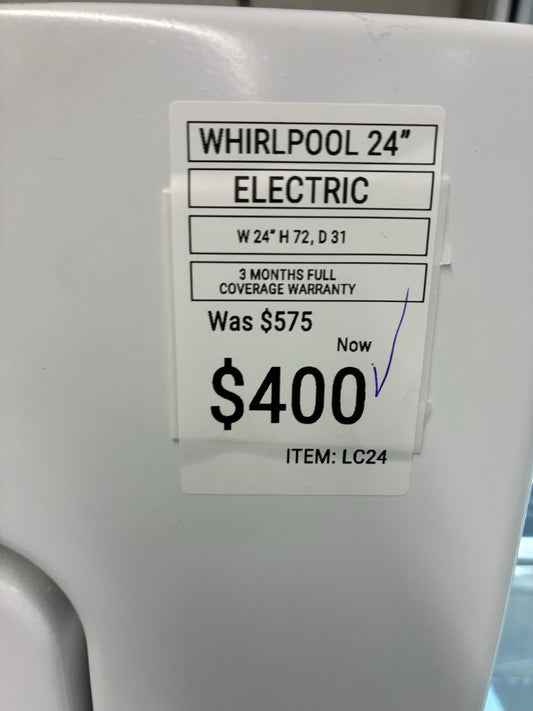 WHIRLPOOL 24”
ELECTRIC
W 24” H 72, D 31
3 MONTHS FULL
COVERAGE WARRANTY
Was $575
Now
$400
ITEM: LC24